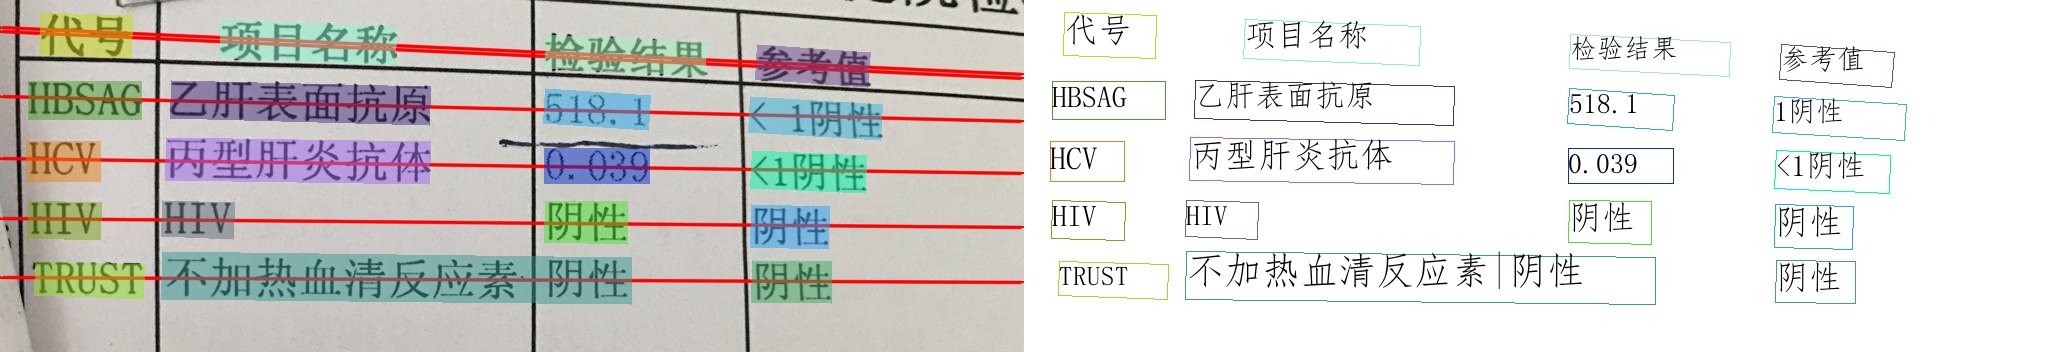 代号 项目名称 检验结果 参考值
HBSAG 乙肝表面抗原 518.1 < 1阴性
HCV 丙型肝炎抗体 0.039 <1阴性
HIV HIV 阴性 阴性
TRUST 不加热血清反应素 阴性 阴性
代号 项目名称 检验结果 参考值
HBSAG 乙肝表面抗原 518.1 1阴性
HCV 丙型肝炎抗体 0.039 <1阴性
HIV HIV 阴性 阴性
TRUST 不加热血清反应素|阴性 阴性